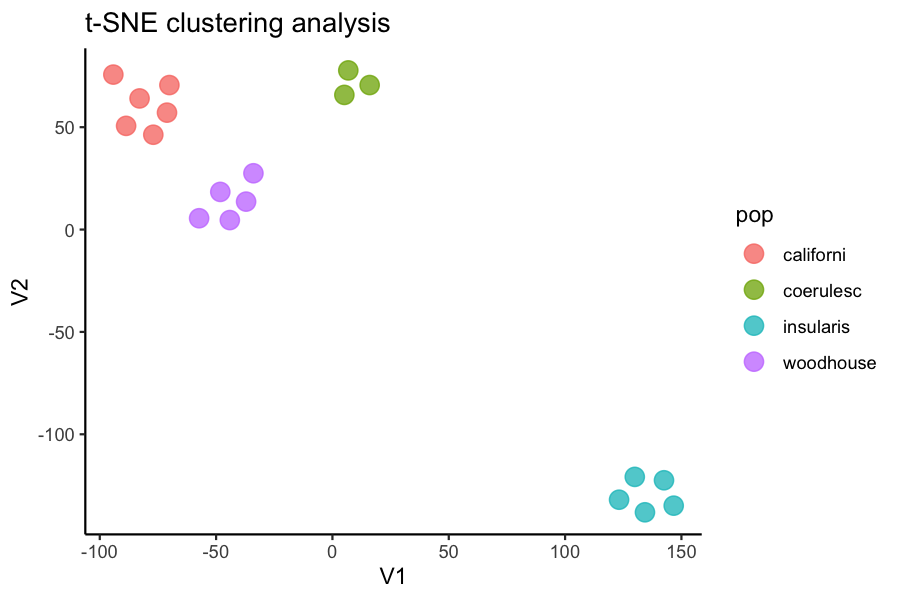 t-SNE clustering analysis
50
0
-50
-100
V2
-100
-50
0
50
100
150
V1
pop
californi
coerulesc
insularis
woodhouse